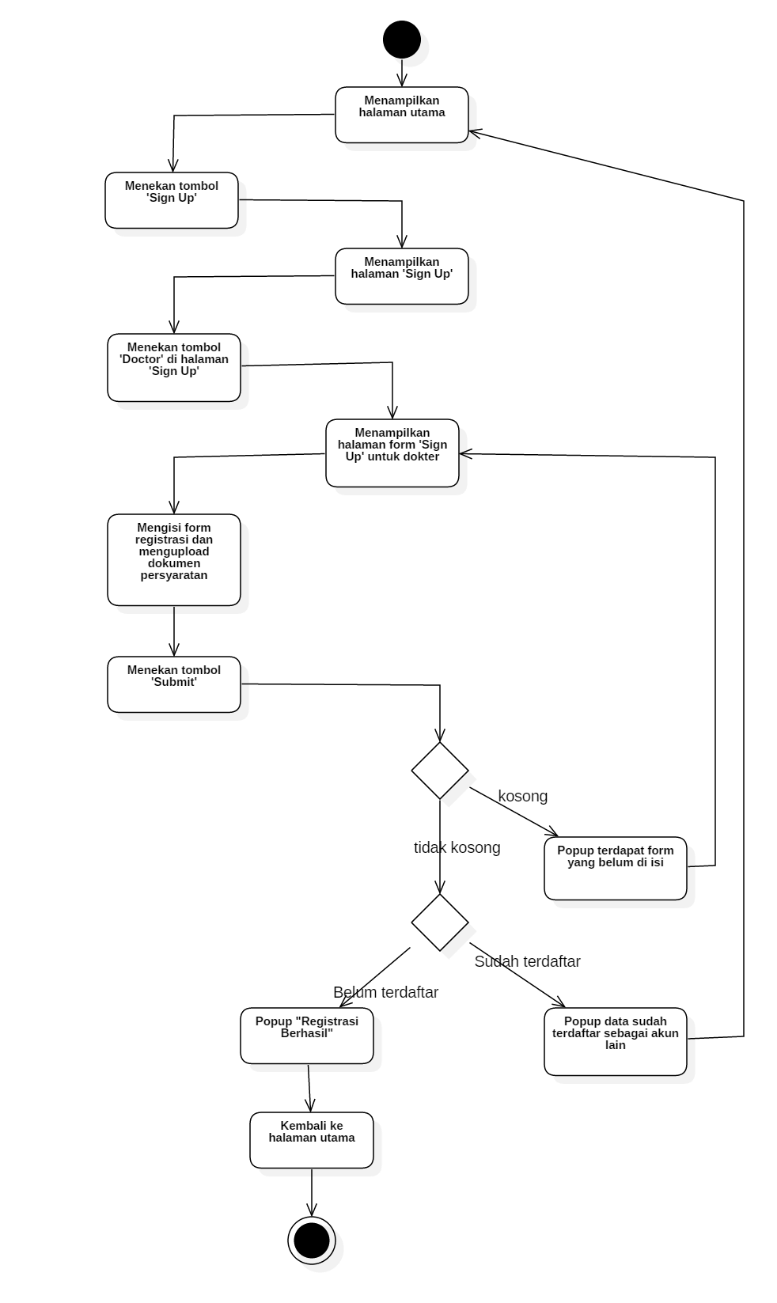 Menampilkan
halaman utama
Menekan tombol
'Sign Up'
Menampilkan
halaman 'Sign Up'
Menekan tombol
'Doctor' di halaman
'Sign Up'
Menampilkan
halaman form 'Sign
Up' untuk dokter
Mengisi form
registrasi dan
mengupload
dokumen
persyaratan
Menekan tombol
'Submit'
kosong
tidak kosong
Popup terdapat form
yang belum di isi
Sudah terdaftar
Belum terdaftar
Popup "Registrasi
Berhasil"
Popup data sudah
terdaftar sebagai akun
lain
Kembali ke
halaman utama